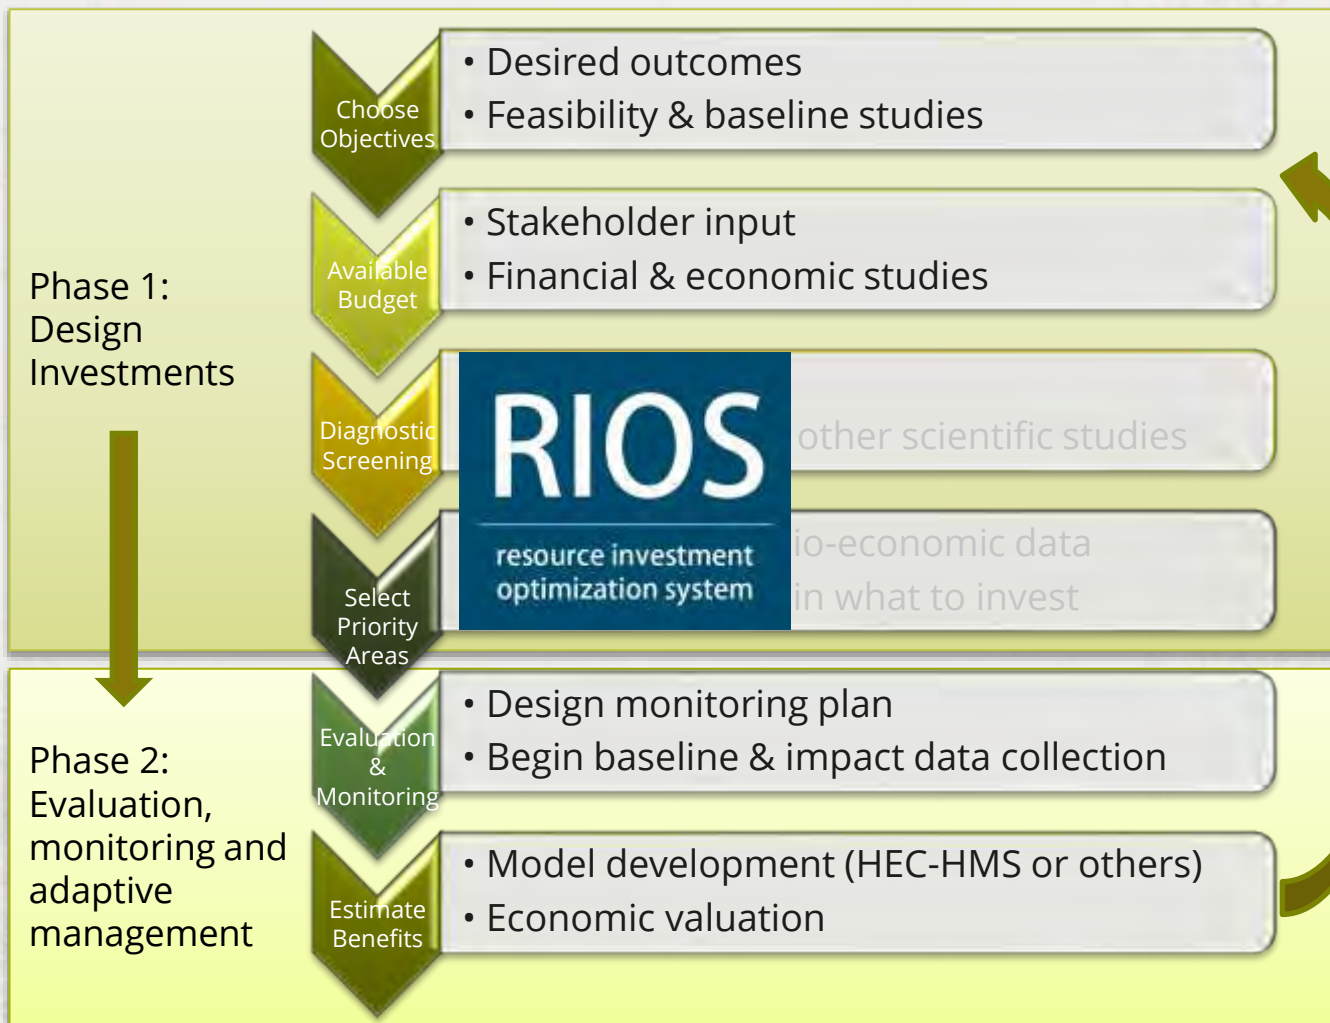 Phase 1:
Design
Investments
Choose
Objectives
• Desired outcomes
• Feasibility & baseline studies
Available
Budget
• Stakeholder input
• Financial & economic studies
Diagnostic
Screening
other scientific studies
RIOS
resource investment
optimization system
Select
Priority
Areas
io-economic data
in what to invest
Phase 2:
Evaluation,
monitoring and
adaptive
management
Evaluation
&
Monitoring
• Design monitoring plan
• Begin baseline & impact data collection
Estimate
Benefits
• Model development (HEC-HMS or others)
• Economic valuation